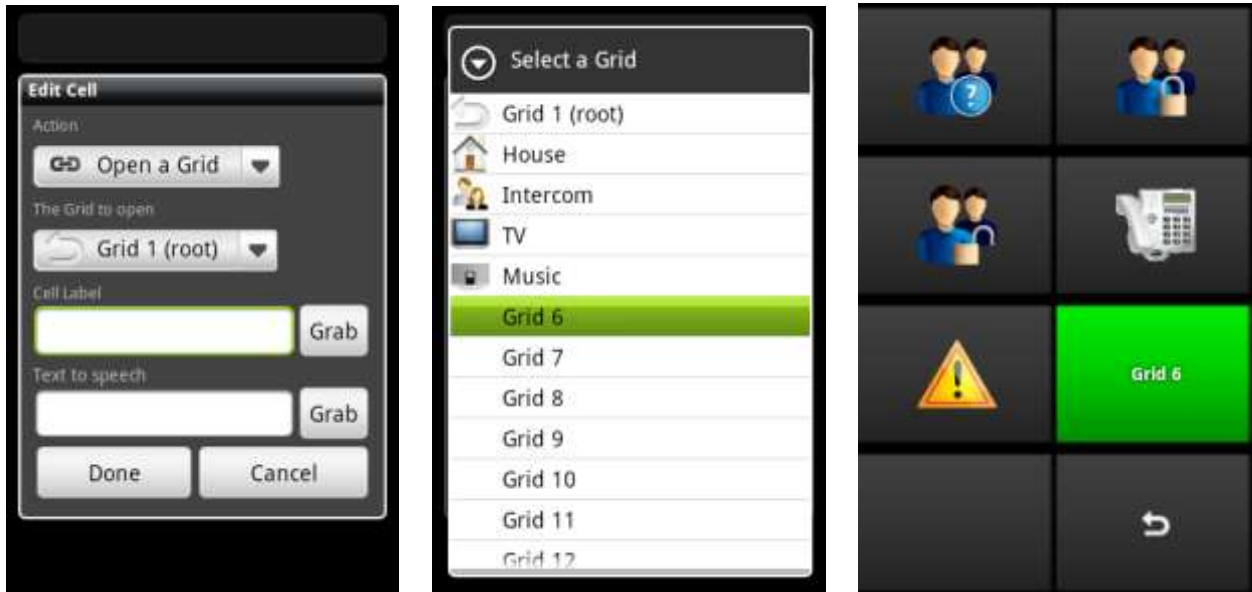 Edit Cell
Action
Open a Grid
The Grid to open
Grid 1 (root)
Cell Label
Grab
Text to speech
Grab
Done Cancel
Select a Grid
Grid 1 (root)
House
Intercom
TV
Music
Grid 6
Grid 7
Grid 8
Grid 9
Grid 10
Grid 11
Grid 12
?
Grid 6